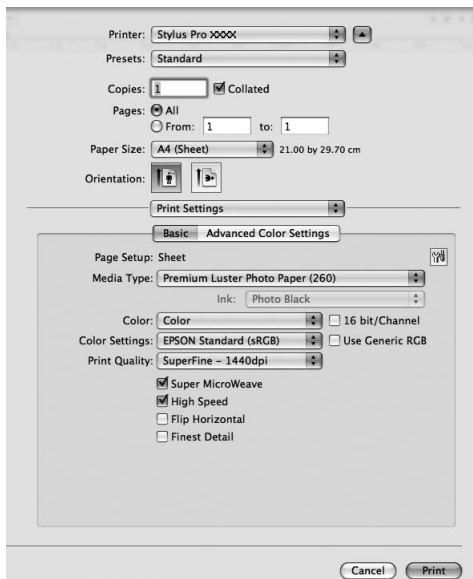 Printer: Stylus Pro XXXX
Presets: Standard
Copies: 1 Collated
Pages: All
From: 1 to: 1
Paper Size: A4 (Sheet) 21.00 by 29.70 cm
Orientation:
Print Settings
Basic Advanced Color Settings
Page Setup: Sheet
Media Type: Premium Luster Photo Paper (260)
Ink: Photo Black
Color: Color 16 bit/Channel
Color Settings: EPSON Standard (sRGB) Use Generic RGB
Print Quality: SuperFine - 1440dpi
Super MicroWeave
High Speed
Flip Horizontal
Finest Detail
Cancel Print